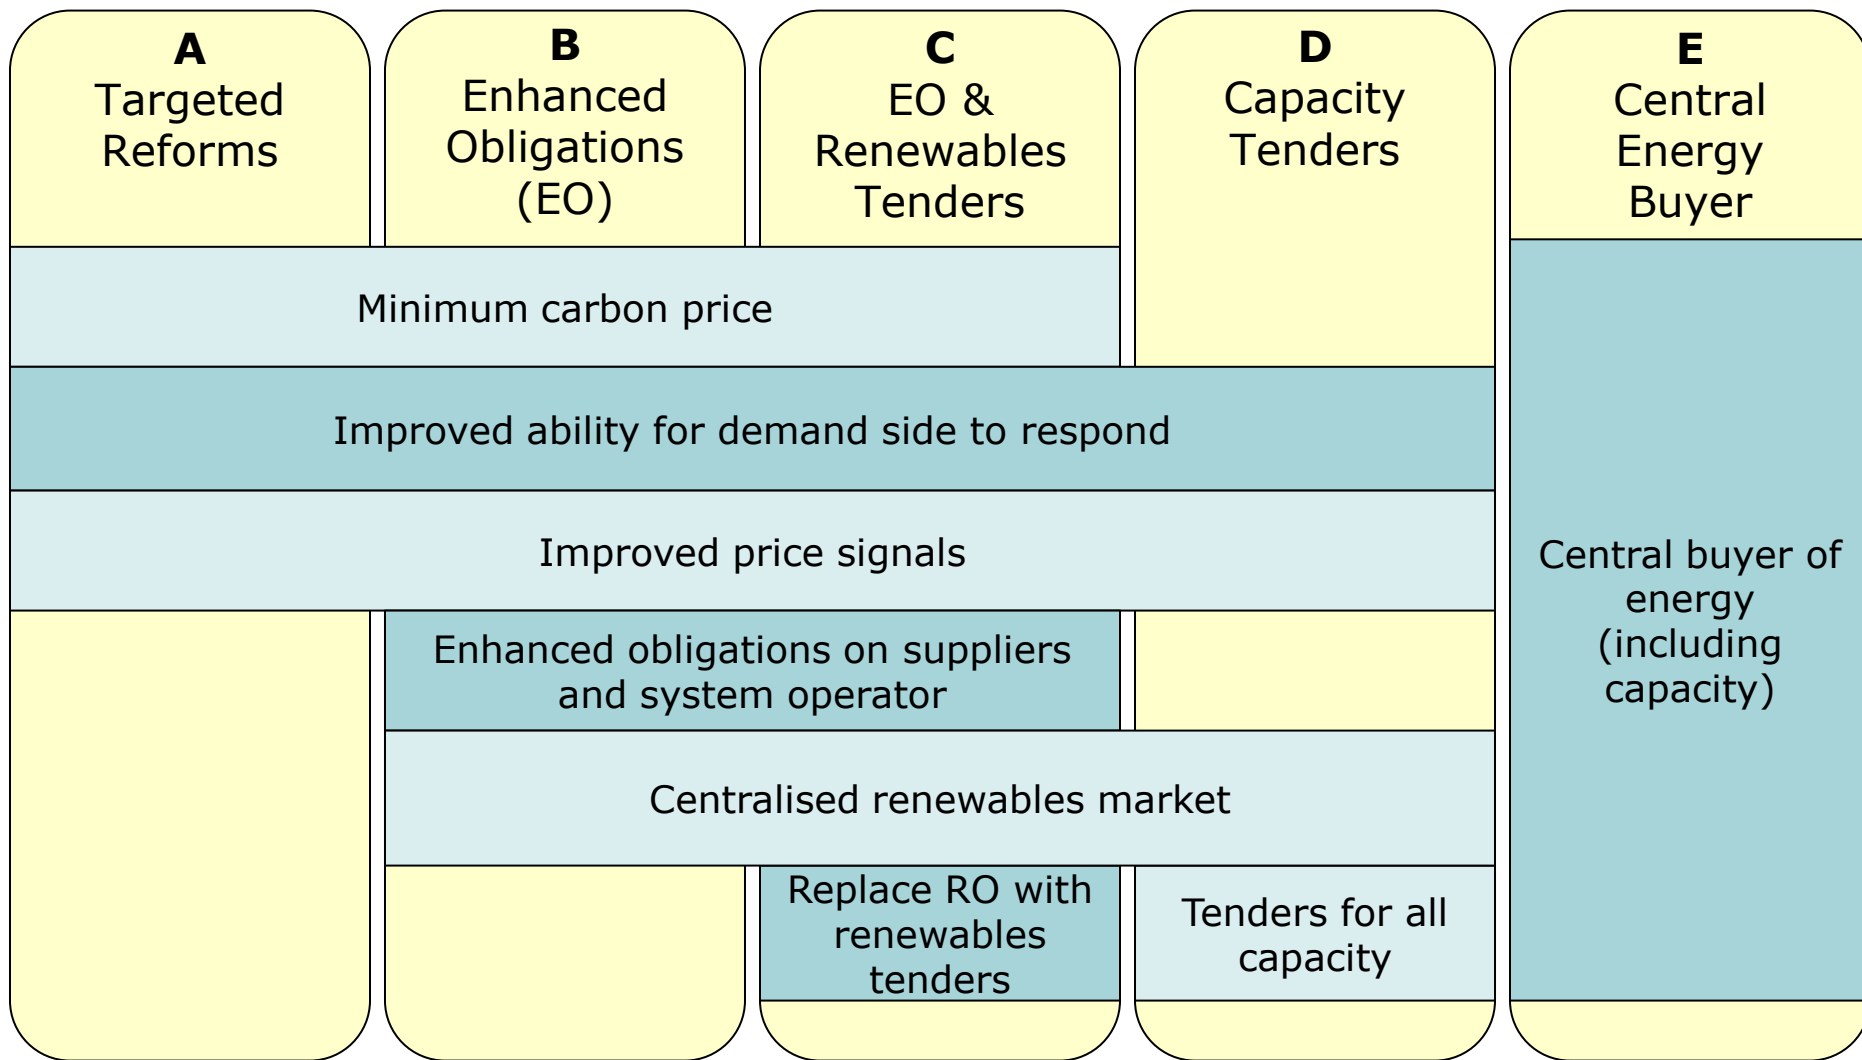 A
Targeted
Reforms
B
Enhanced
Obligations
(EO)
C
EO &
Renewables
Tenders
D
Capacity
Tenders
E
Central
Energy
Buyer
Minimum carbon price
Improved ability for demand side to respond
Improved price signals
Enhanced obligations on suppliers
and system operator
Centralised renewables market
Replace RO with
renewables
tenders
Tenders for all
capacity
Central buyer of
energy
(including
capacity)